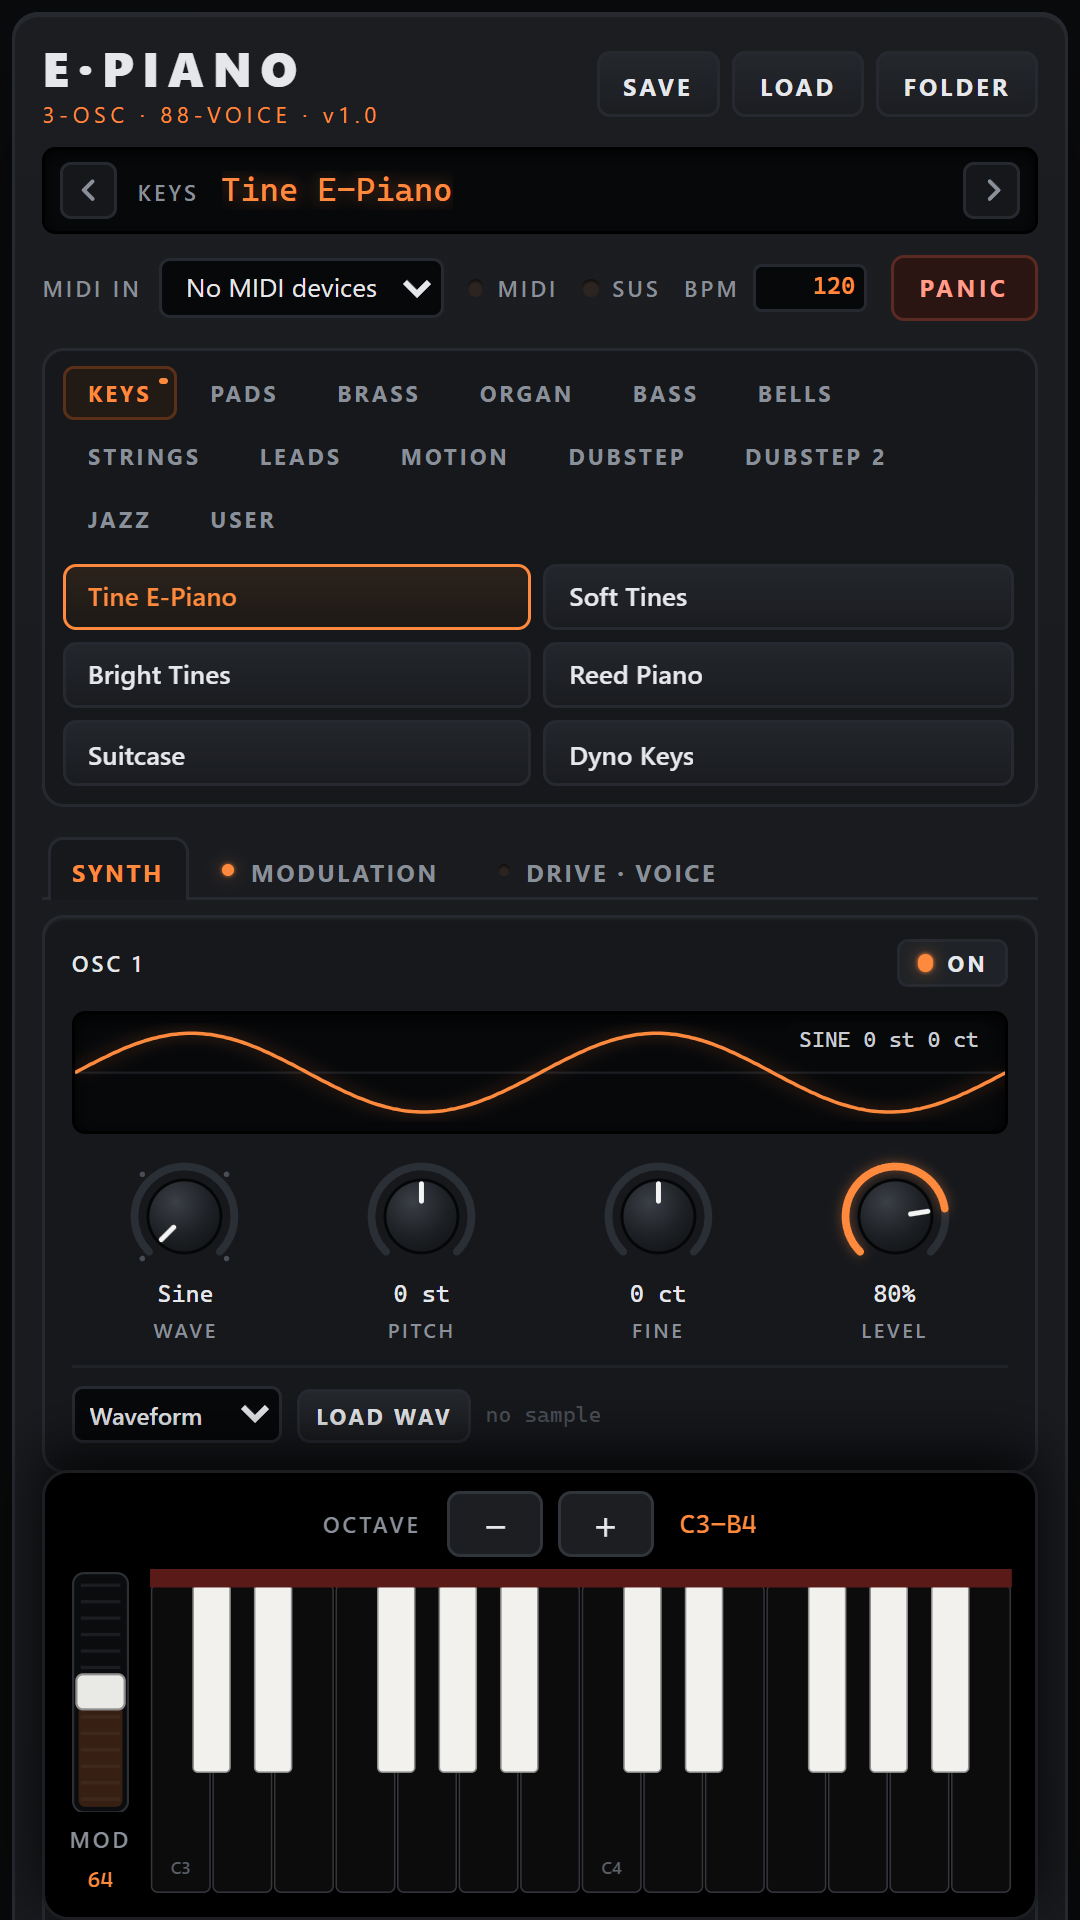 E·PIANO
3-OSC · 88-VOICE · v1.0
SAVE LOAD FOLDER
KEYS Tine E-Piano
MIDI IN No MIDI devices MIDI SUS BPM 120 PANIC
KEYS PADS BRASS ORGAN BASS BELLS
STRINGS LEADS MOTION DUBSTEP DUBSTEP 2
JAZZ USER
Tine E-Piano Soft Tines
Bright Tines Reed Piano
Suitcase Dyno Keys
SYNTH MODULATION DRIVE · VOICE
OSC 1 ON
SINE 0 st 0 ct
Sine 0 st 0 ct 80%
WAVE PITCH FINE LEVEL
Waveform LOAD WAV no sample
OCTAVE − + C3–B4
C3 C4
MOD
64